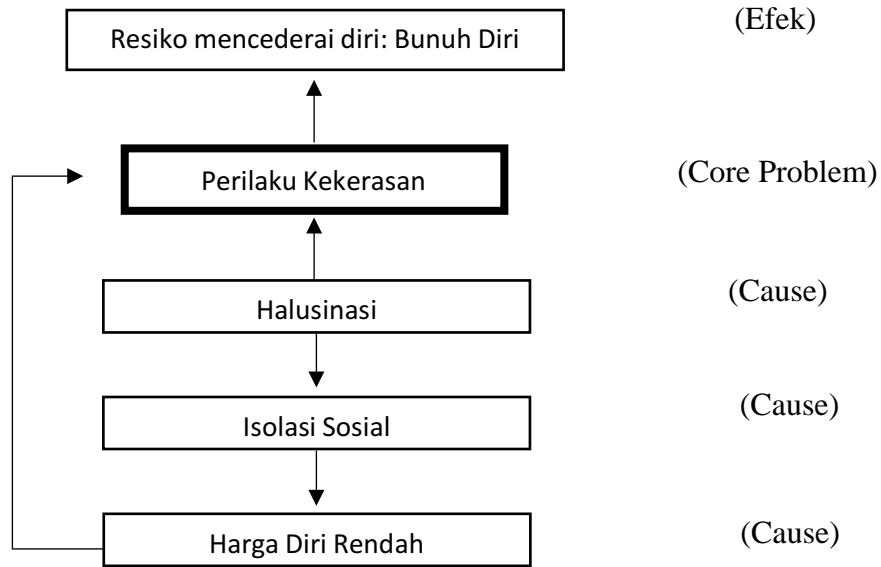 Resiko mencederai diri: Bunuh Diri
(Efek)
Perilaku Kekerasan
(Core Problem)
Halusinasi
(Cause)
Isolasi Sosial
(Cause)
Harga Diri Rendah
(Cause)